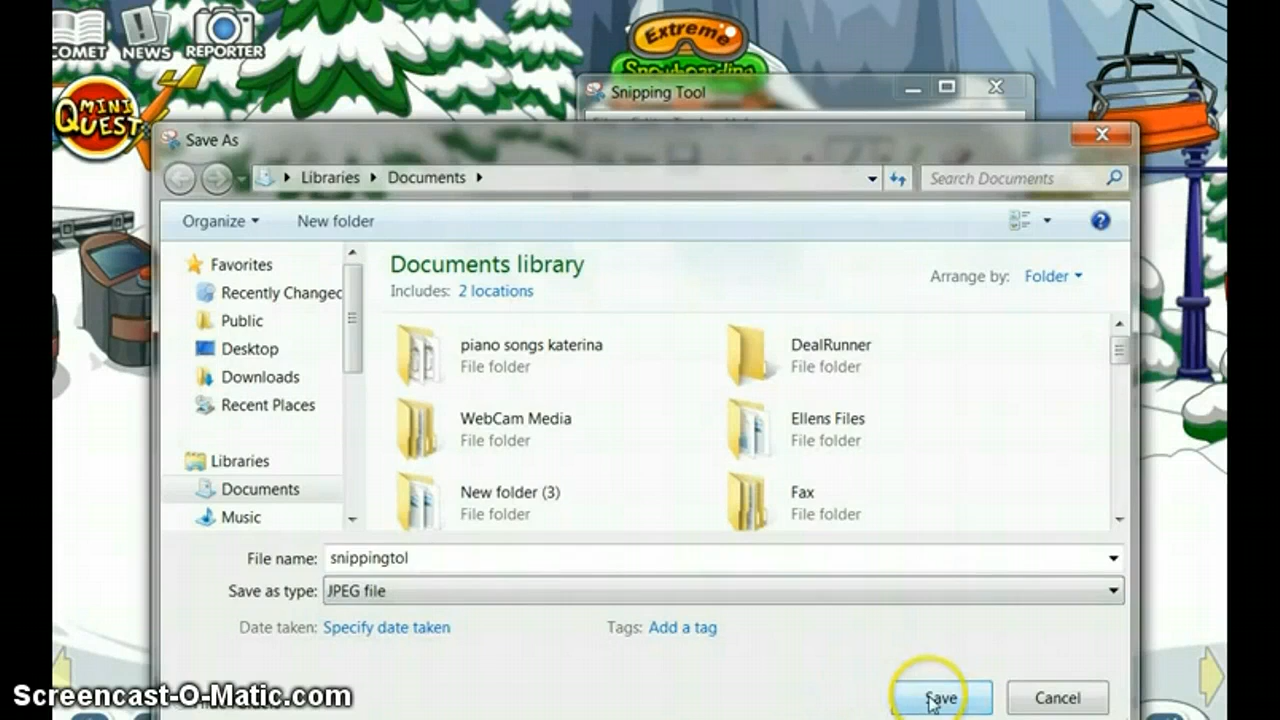 COMET
NEWS
REPORTER
Extreme
Snowboarding
MINI
QUEST
Snipping Tool
Save As
Libraries
Documents
Search Documents
Organize
New folder
Favorites
Recently Changed
Public
Desktop
Downloads
Recent Places
Libraries
Documents
Music
Documents library
Includes: 2 locations
Arrange by: Folder
piano songs katerina
File folder
DealRunner
File folder
WebCam Media
File folder
Ellens Files
File folder
New folder (3)
File folder
Fax
File folder
File name: snippingtol
Save as type: JPEG file
Date taken: Specify date taken
Tags: Add a tag
Save
Cancel
Screencast-O-Matic.com